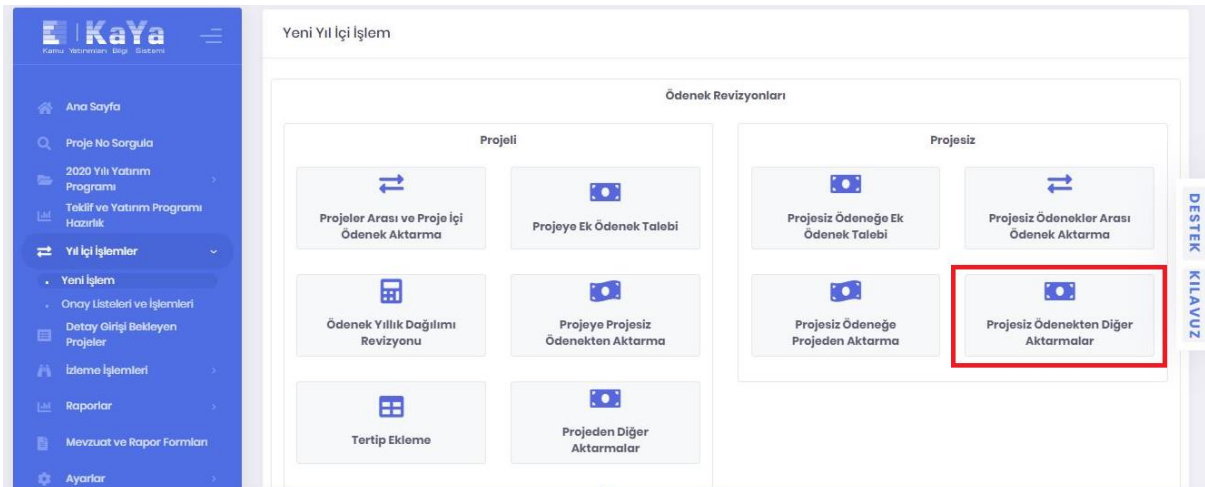 KaYa
Kamu Yatırımları Bilgi Sistemi
Ana Sayfa
Proje No Sorgula
2020 Yılı Yatırım
Programı
Teklif ve Yatırım Programı
Hazırlık
Yıl İçi İşlemler
Yeni İşlem
Onay Listeleri ve İşlemleri
Detay Girişi Bekleyen
Projeler
İzleme İşlemleri
Raporlar
Mevzuat ve Rapor Formları
Ayarlar
Yeni Yıl İçi İşlem
Ödenek Revizyonları
Projeli
Projeler Arası ve Proje İçi
Ödenek Aktarma
Projeye Ek Ödenek Talebi
Ödenek Yıllık Dağılımı
Revizyonu
Projeye Projesiz
Ödenekten Aktarma
Tertip Ekleme
Projeden Diğer
Aktarmalar
Projesiz
Projesiz Ödeneğe Ek
Ödenek Talebi
Projesiz Ödenekler Arası
Ödenek Aktarma
Projesiz Ödeneğe
Projeden Aktarma
Projesiz Ödenekten Diğer
Aktarmalar
DESTEK
KILAVUZ